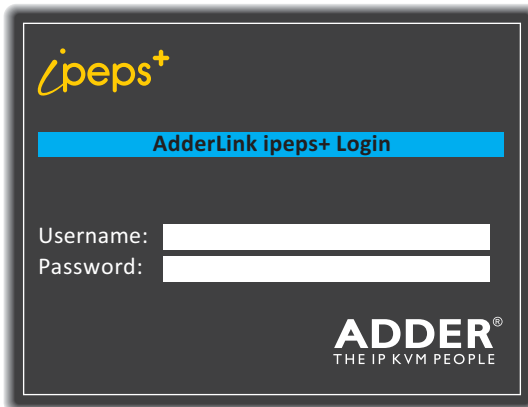 ipeps+
AdderLink ipeps+ Login
Username:
Password:
ADDER®
THE IP KVM PEOPLE